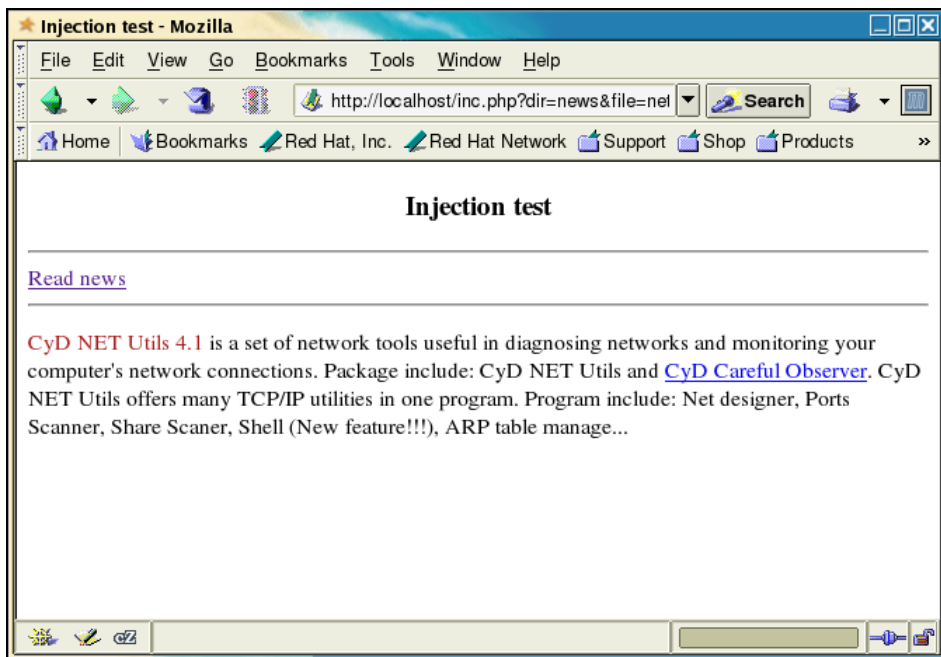 Injection test - Mozilla
File Edit View Go Bookmarks Tools Window Help
http://localhost/inc.php?dir=news&file=nel Search
Home Bookmarks Red Hat, Inc. Red Hat Network Support Shop Products »
Injection test
Read news
CyD NET Utils 4.1 is a set of network tools useful in diagnosing networks and monitoring your
computer's network connections. Package include: CyD NET Utils and CyD Careful Observer. CyD
NET Utils offers many TCP/IP utilities in one program. Program include: Net designer, Ports
Scanner, Share Scaner, Shell (New feature!!!), ARP table manage...